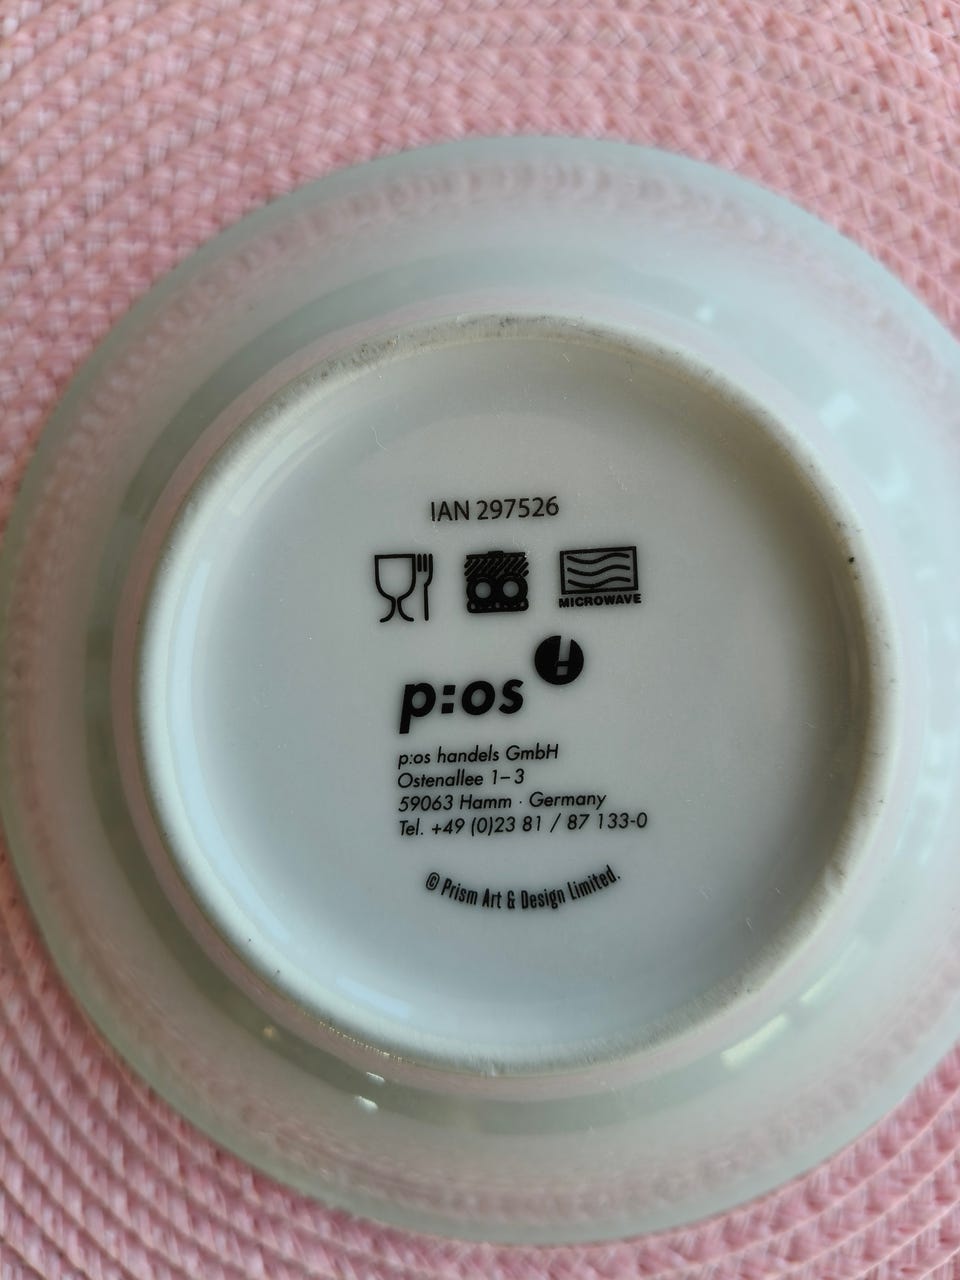 IAN 297526
MICROWAVE
p:os
p:os handels GmbH
Ostenallee 1–3
59063 Hamm · Germany
Tel. +49 (0)23 81 / 87 133-0
© Prism Art & Design Limited.